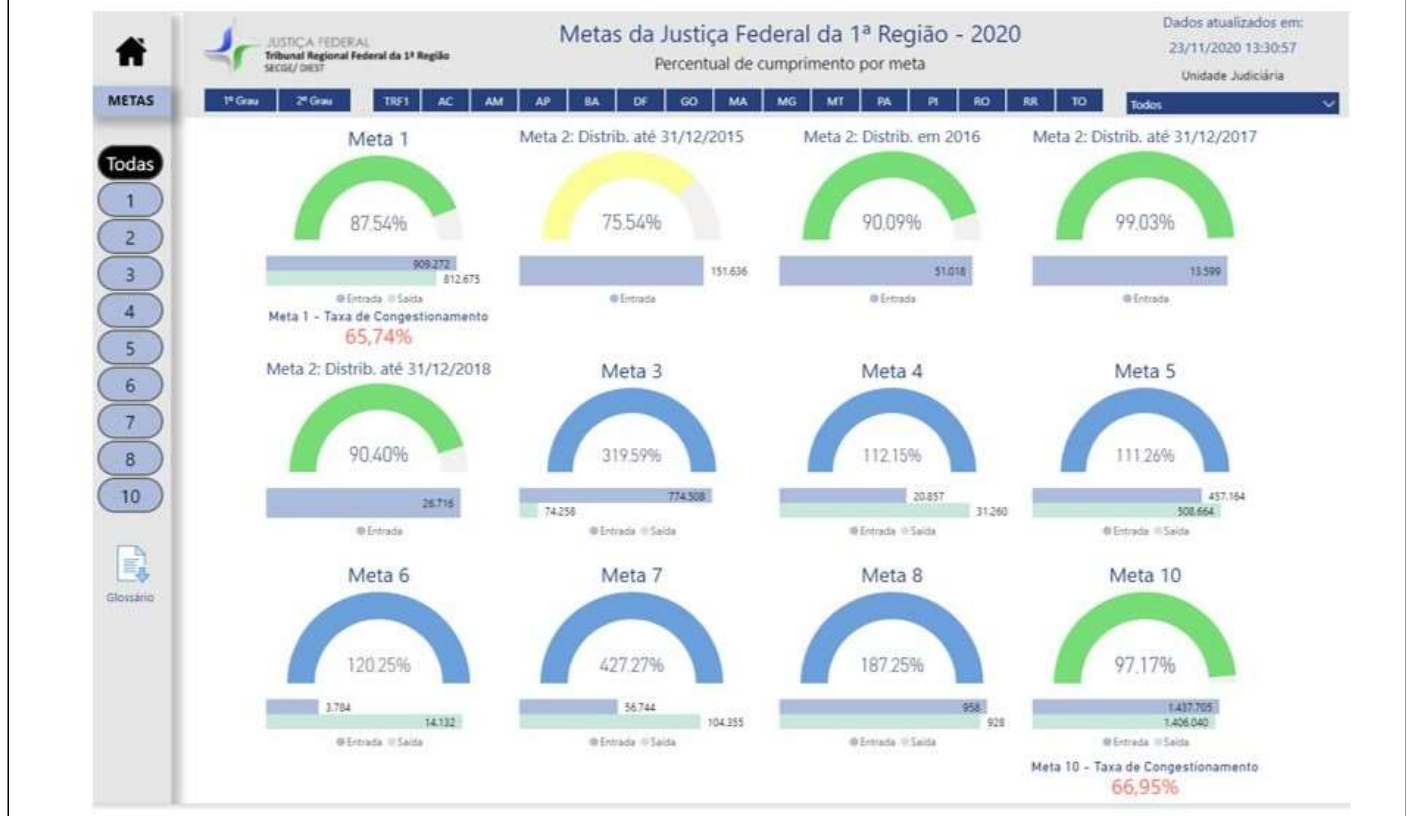 JUSTIÇA FEDERAL
Tribunal Regional Federal da 1ª Região
SECGE/ DIEST
Metas da Justiça Federal da 1ª Região - 2020
Percentual de cumprimento por meta
Dados atualizados em:
23/11/2020 13:30:57
Unidade Judiciária
METAS
1º Grau 2º Grau TRF1 AC AM AP BA DF GO MA MG MT PA PI RO RR TO Todos
Todas
1
2
3
4
5
6
7
8
10
Glossário
Meta 1
87.54%
909.272
812.675
Entrada Saída
Meta 1 - Taxa de Congestionamento
65,74%
Meta 2: Distrib. até 31/12/2015
75.54%
151.636
Entrada
Meta 2: Distrib. em 2016
90.09%
51.018
Entrada
Meta 2: Distrib. até 31/12/2017
99.03%
13.599
Entrada
Meta 2: Distrib. até 31/12/2018
90.40%
26.716
Entrada
Meta 3
319.59%
774.508
74.258
Entrada Saída
Meta 4
112.15%
20.857
31.260
Entrada Saída
Meta 5
111.26%
457.164
508.664
Entrada Saída
Meta 6
120.25%
3.784
14.132
Entrada Saída
Meta 7
427.27%
56.744
104.355
Entrada Saída
Meta 8
187.25%
958
928
Entrada Saída
Meta 10
97.17%
1.437.705
1.406.040
Entrada Saída
Meta 10 - Taxa de Congestionamento
66,95%